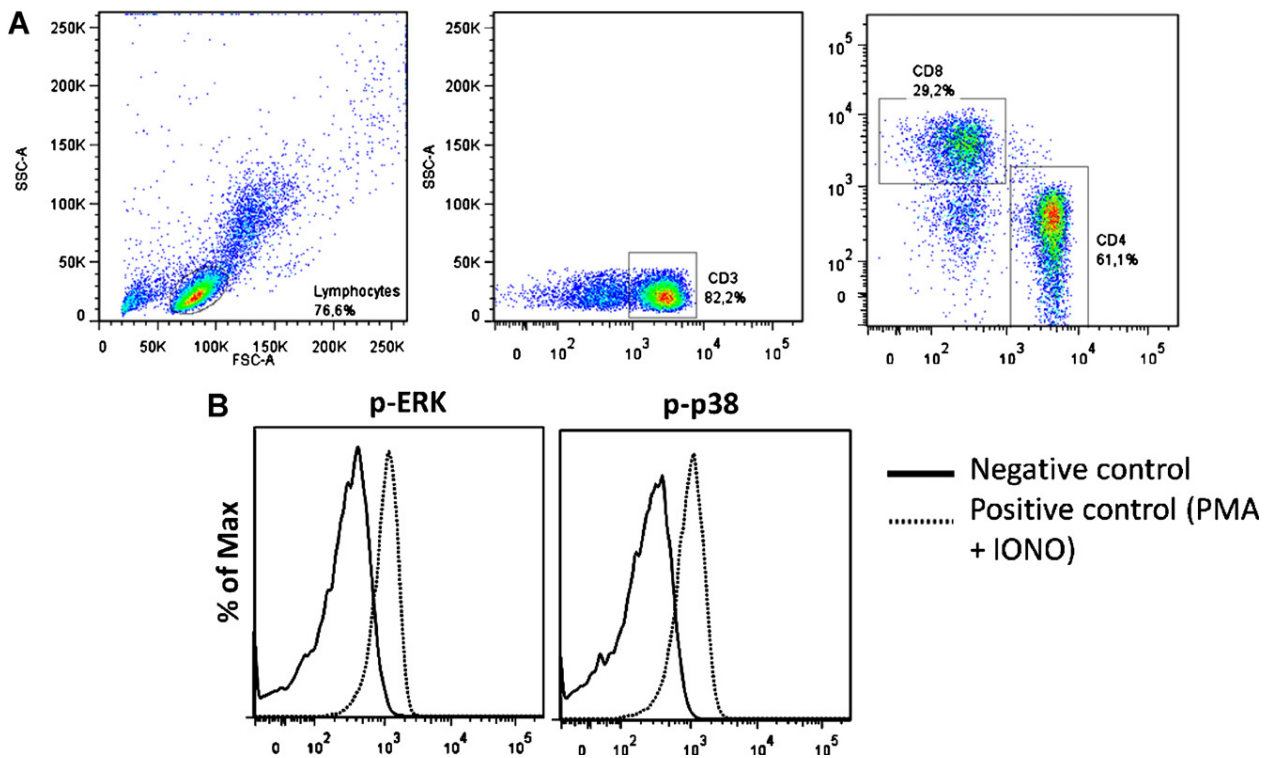 A
250K
200K
150K
100K
50K
0
SSC-A
Lymphocytes
76,6%
0 50K 100K 150K 200K 250K
FSC-A
250K
200K
150K
100K
50K
0
SSC-A
CD3
82,2%
0 10² 10³ 10⁴ 10⁵
10⁵
10⁴
10³
10²
0
CD8
29,2%
CD4
61,1%
0 10² 10³ 10⁴ 10⁵
B
p-ERK
p-p38
% of Max
0 10² 10³ 10⁴ 10⁵
0 10² 10³ 10⁴ 10⁵
Negative control
Positive control (PMA
+ IONO)